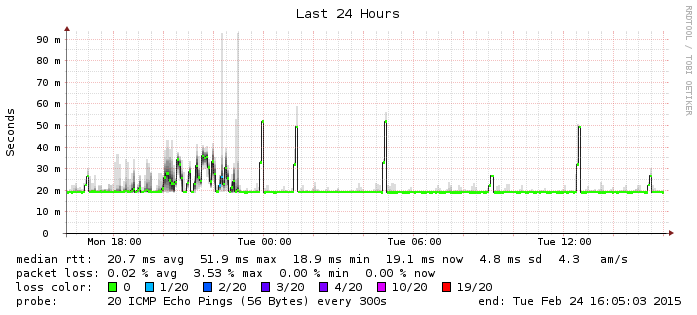 Last 24 Hours
RRDTOOL / TOBI OETIKER
Seconds
90 m
80 m
70 m
60 m
50 m
40 m
30 m
20 m
10 m
0 m
Mon 18:00 Tue 00:00 Tue 06:00 Tue 12:00
median rtt: 20.7 ms avg 51.9 ms max 18.9 ms min 19.1 ms now 4.8 ms sd 4.3 am/s
packet loss: 0.02 % avg 3.53 % max 0.00 % min 0.00 % now
loss color: 0 1/20 2/20 3/20 4/20 10/20 19/20
probe: 20 ICMP Echo Pings (56 Bytes) every 300s end: Tue Feb 24 16:05:03 2015